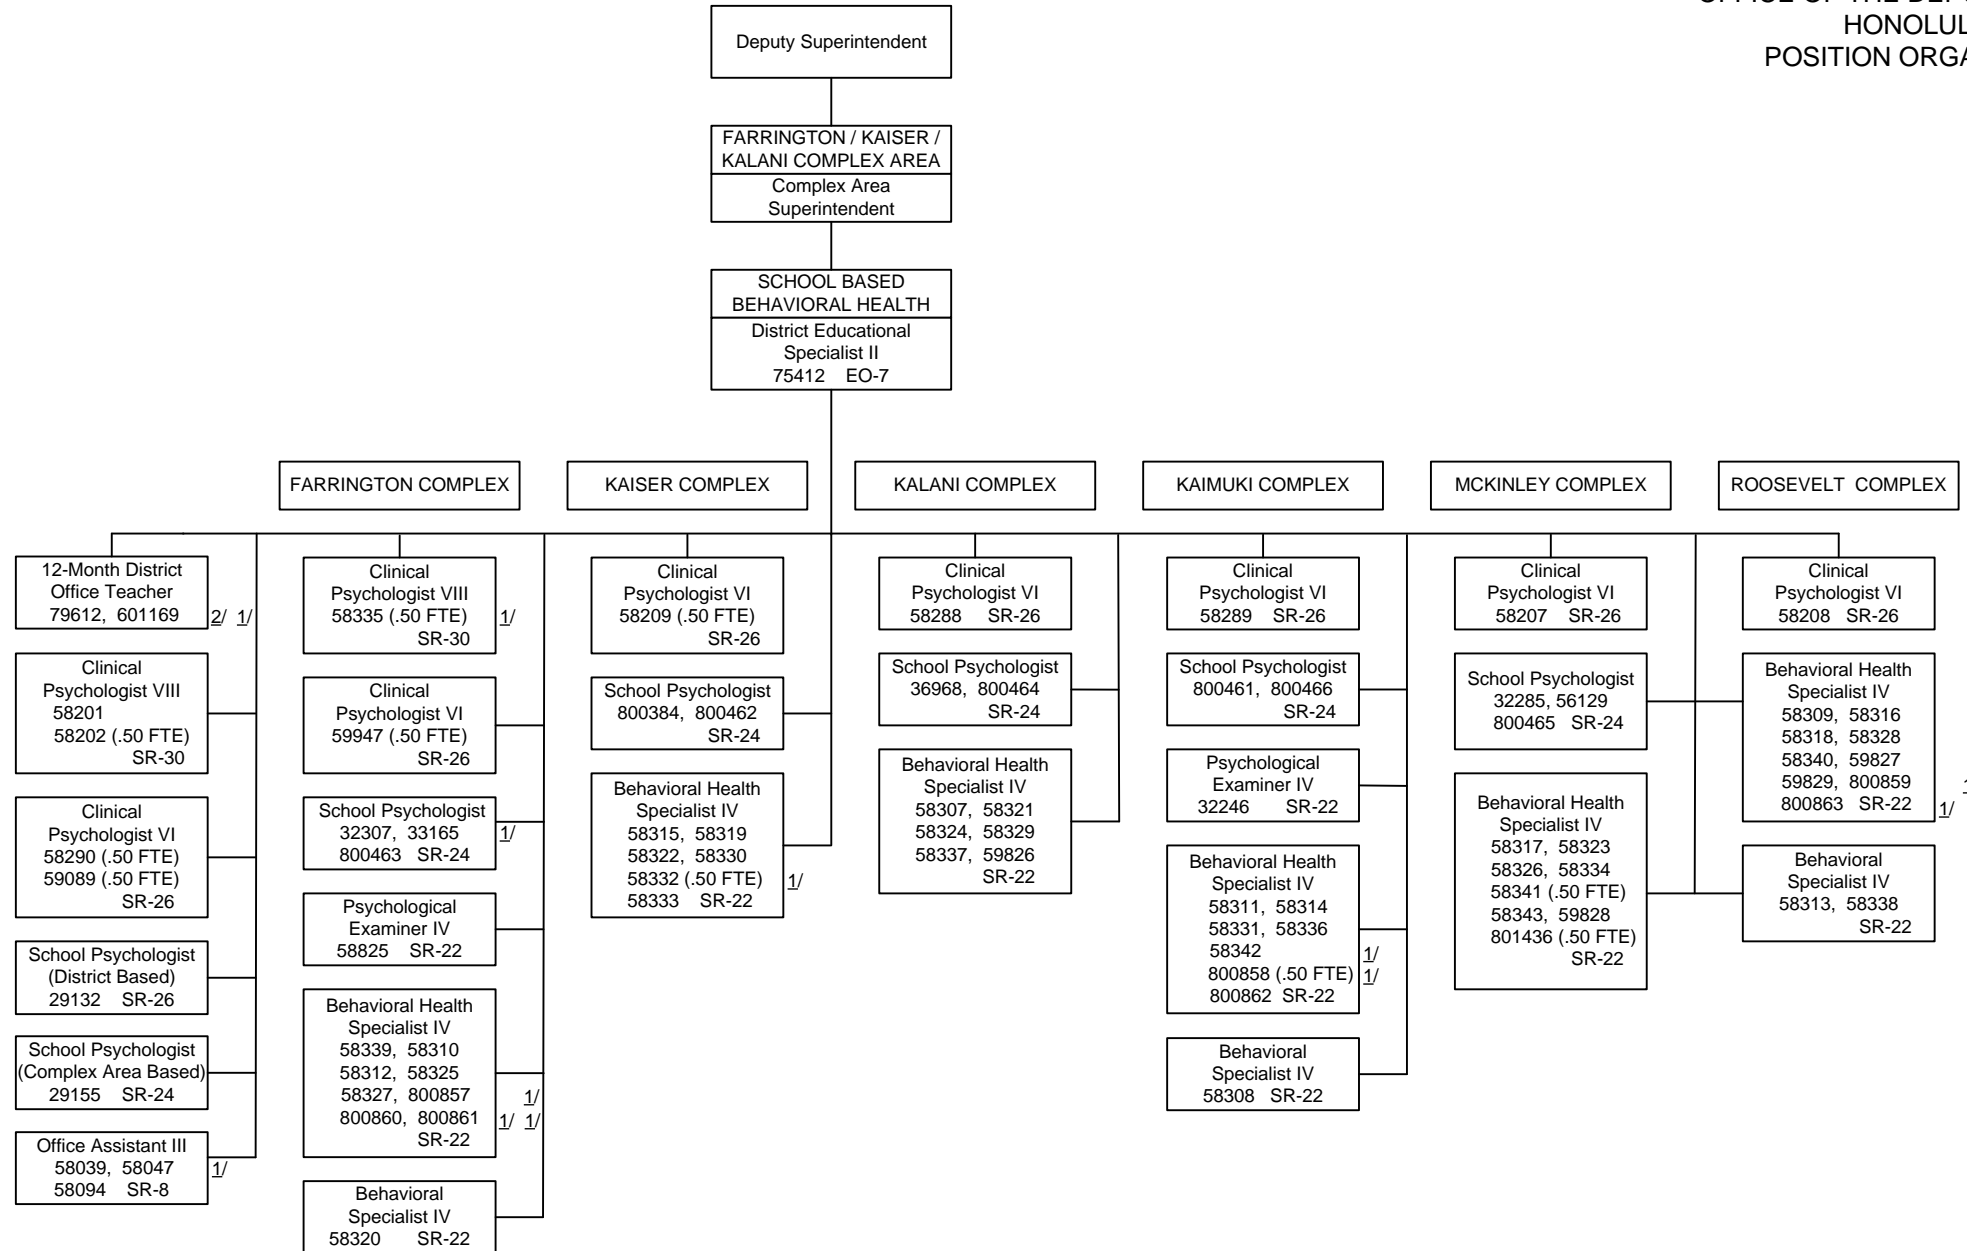 HONOLUL
POSITION ORGA
Deputy Superintendent
FARRINGTON / KAISER /
KALANI COMPLEX AREA
Complex Area
Superintendent
SCHOOL BASED
BEHAVIORAL HEALTH
District Educational
Specialist II
75412 EO-7
FARRINGTON COMPLEX
KAISER COMPLEX
KALANI COMPLEX
KAIMUKI COMPLEX
MCKINLEY COMPLEX
ROOSEVELT COMPLEX
12-Month District
Office Teacher
79612, 601169 2/ 1/
Clinical
Psychologist VIII
58201
58202 (.50 FTE)
SR-30
Clinical
Psychologist VI
58290 (.50 FTE)
59089 (.50 FTE)
SR-26
School Psychologist
(District Based)
29132 SR-26
School Psychologist
(Complex Area Based)
29155 SR-24
Office Assistant III
58039, 58047 1/
58094 SR-8
Clinical
Psychologist VIII
58335 (.50 FTE) 1/
SR-30
Clinical
Psychologist VI
59947 (.50 FTE)
SR-26
School Psychologist
32307, 33165 1/
800463 SR-24
Psychological
Examiner IV
58825 SR-22
Behavioral Health
Specialist IV
58339, 58310
58312, 58325
58327, 800857 1/
800860, 800861 1/ 1/
SR-22
Behavioral
Specialist IV
58320 SR-22
Clinical
Psychologist VI
58209 (.50 FTE)
SR-26
School Psychologist
800384, 800462
SR-24
Behavioral Health
Specialist IV
58315, 58319
58322, 58330
58332 (.50 FTE) 1/
58333 SR-22
Clinical
Psychologist VI
58288 SR-26
School Psychologist
36968, 800464
SR-24
Behavioral Health
Specialist IV
58307, 58321
58324, 58329
58337, 59826
SR-22
Clinical
Psychologist VI
58289 SR-26
School Psychologist
800461, 800466
SR-24
Psychological
Examiner IV
32246 SR-22
Behavioral Health
Specialist IV
58311, 58314
58331, 58336
58342 1/
800858 (.50 FTE) 1/
800862 SR-22
Behavioral
Specialist IV
58308 SR-22
Clinical
Psychologist VI
58207 SR-26
School Psychologist
32285, 56129
800465 SR-24
Behavioral Health
Specialist IV
58317, 58323
58326, 58334
58341 (.50 FTE)
58343, 59828
801436 (.50 FTE)
SR-22
Clinical
Psychologist VI
58208 SR-26
Behavioral Health
Specialist IV
58309, 58316
58318, 58328
58340, 59827
59829, 800859
800863 SR-22 1/
Behavioral
Specialist IV
58313, 58338
SR-22